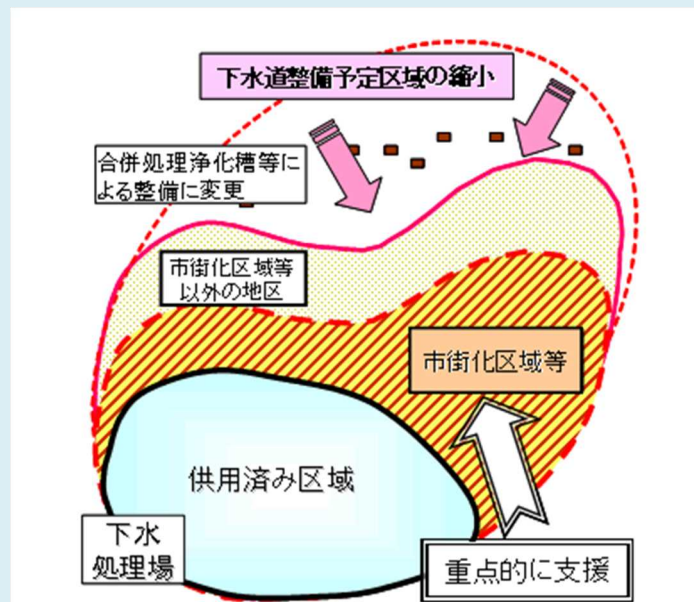 下水道整備予定区域の縮小
合併処理浄化槽等
による整備に変更
市街化区域等
以外の地区
市街化区域等
供用済み区域
下水
処理場
重点的に支援